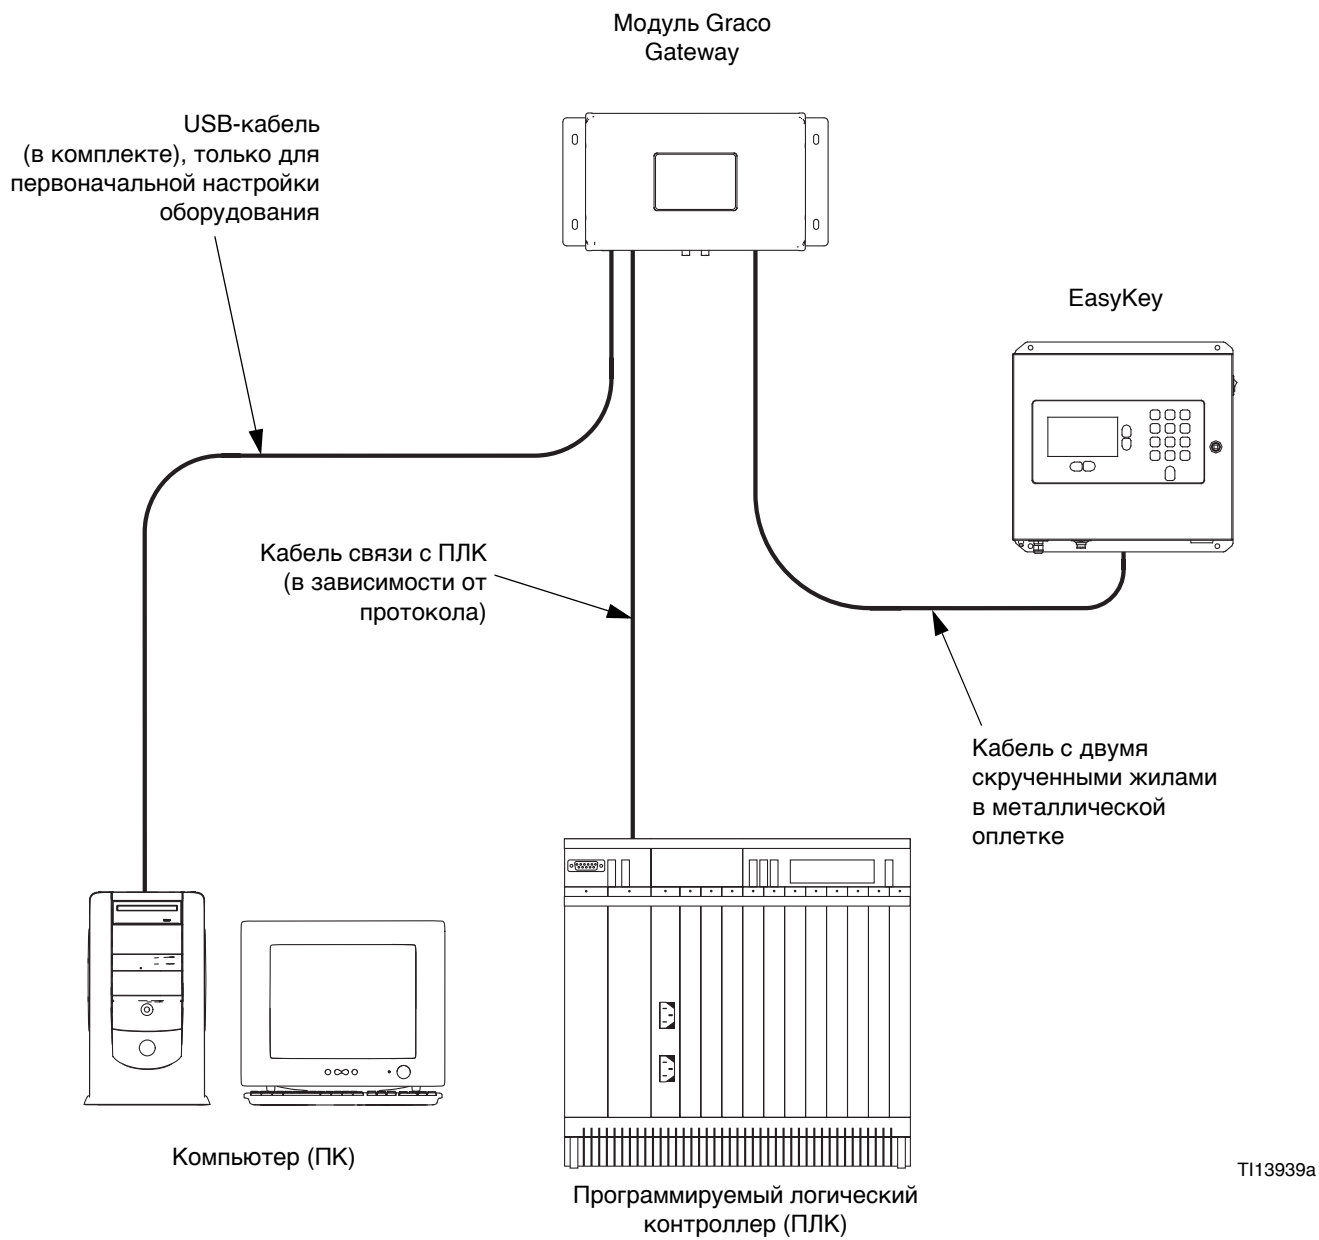 Модуль Graco
Gateway
USB-кабель
(в комплекте), только для
первоначальной настройки
оборудования
EasyKey
Кабель связи с ПЛК
(в зависимости от
протокола)
Кабель с двумя
скрученными жилами
в металлической
оплетке
Компьютер (ПК)
Программируемый логический
контроллер (ПЛК)
TI13939a